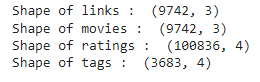 Shape of links :  (9742, 3)
Shape of movies :  (9742, 3)
Shape of ratings :  (100836, 4)
Shape of tags :  (3683, 4)